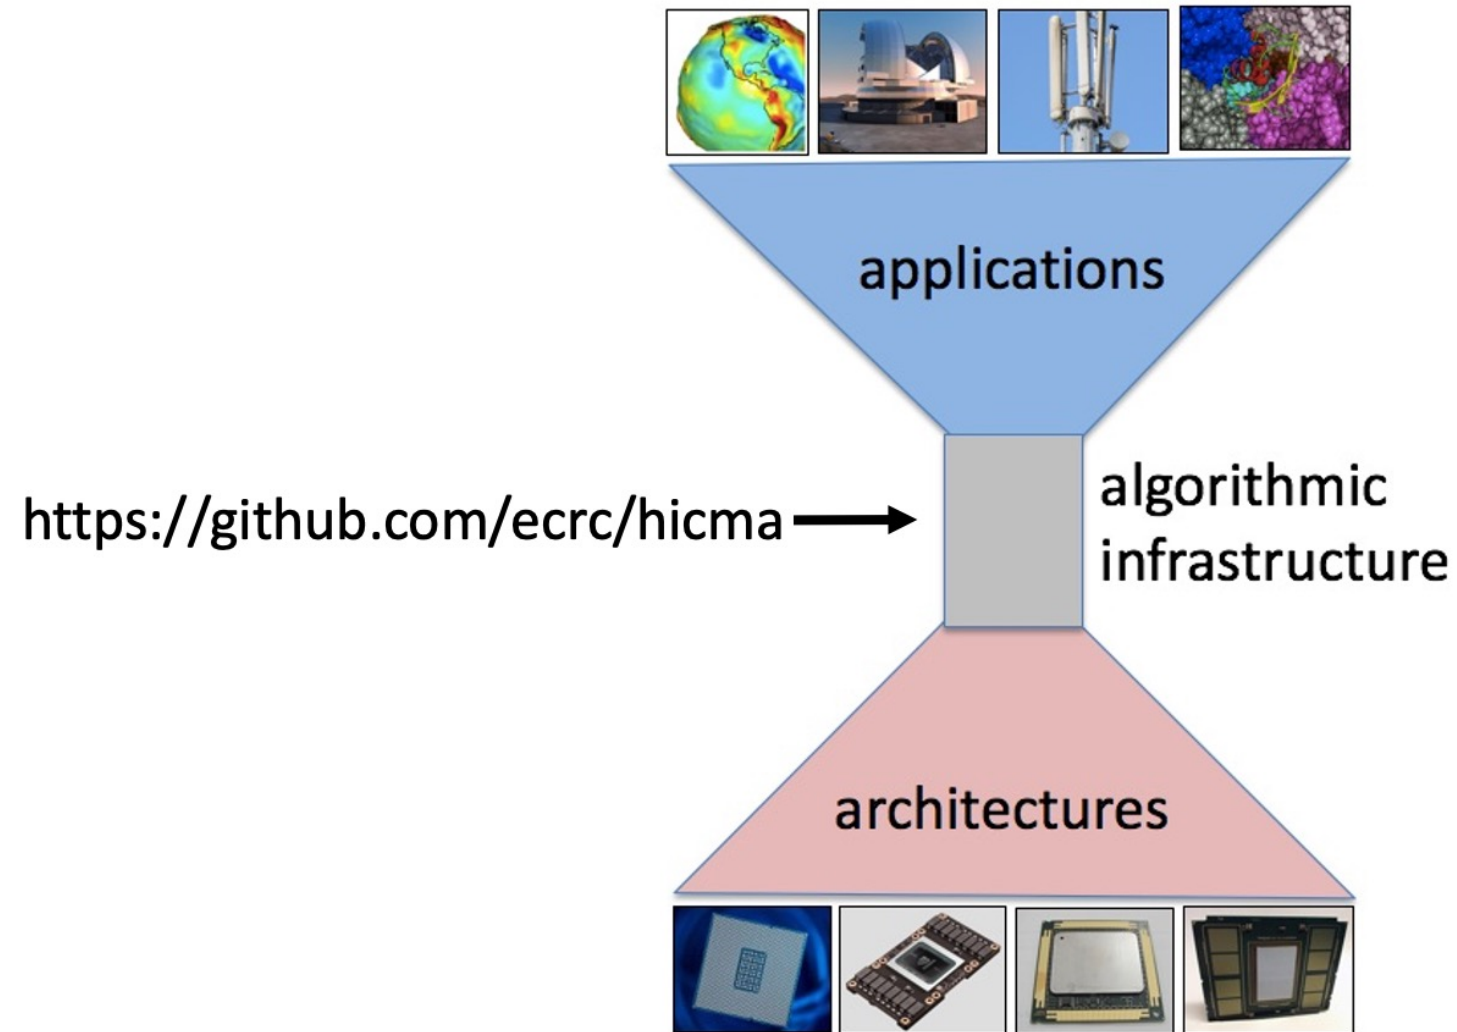 applications
https://github.com/ecrc/hicma
algorithmic
infrastructure
architectures